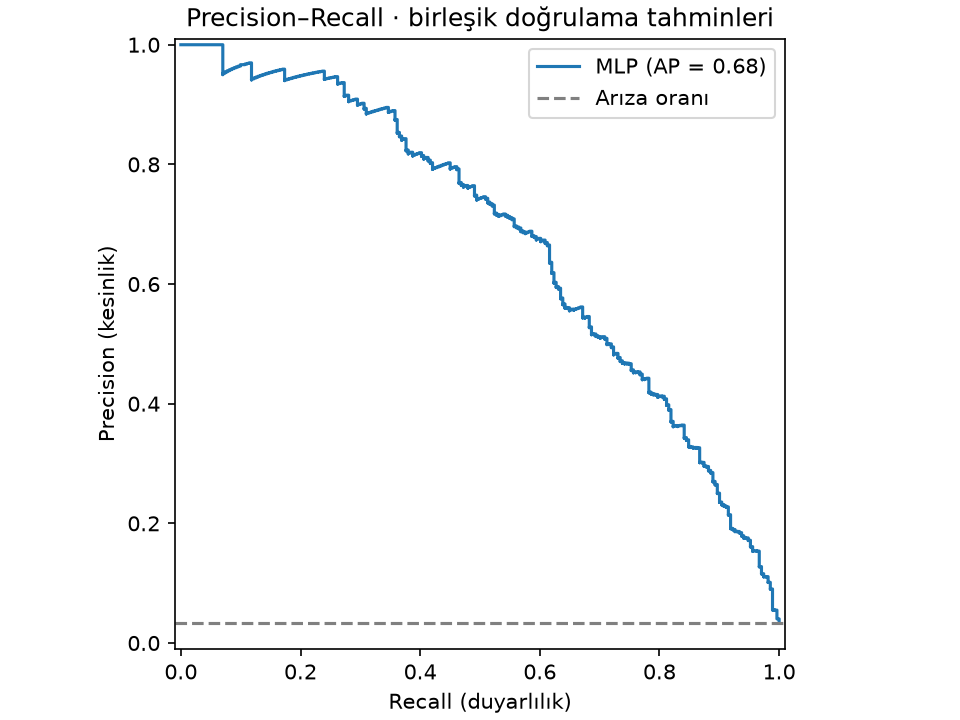 Precision–Recall · birleşik doğrulama tahminleri
MLP (AP = 0.68)
Arıza oranı
1.0
0.8
0.6
0.4
0.2
0.0
Precision (kesinlik)
0.0 0.2 0.4 0.6 0.8 1.0
Recall (duyarlılık)